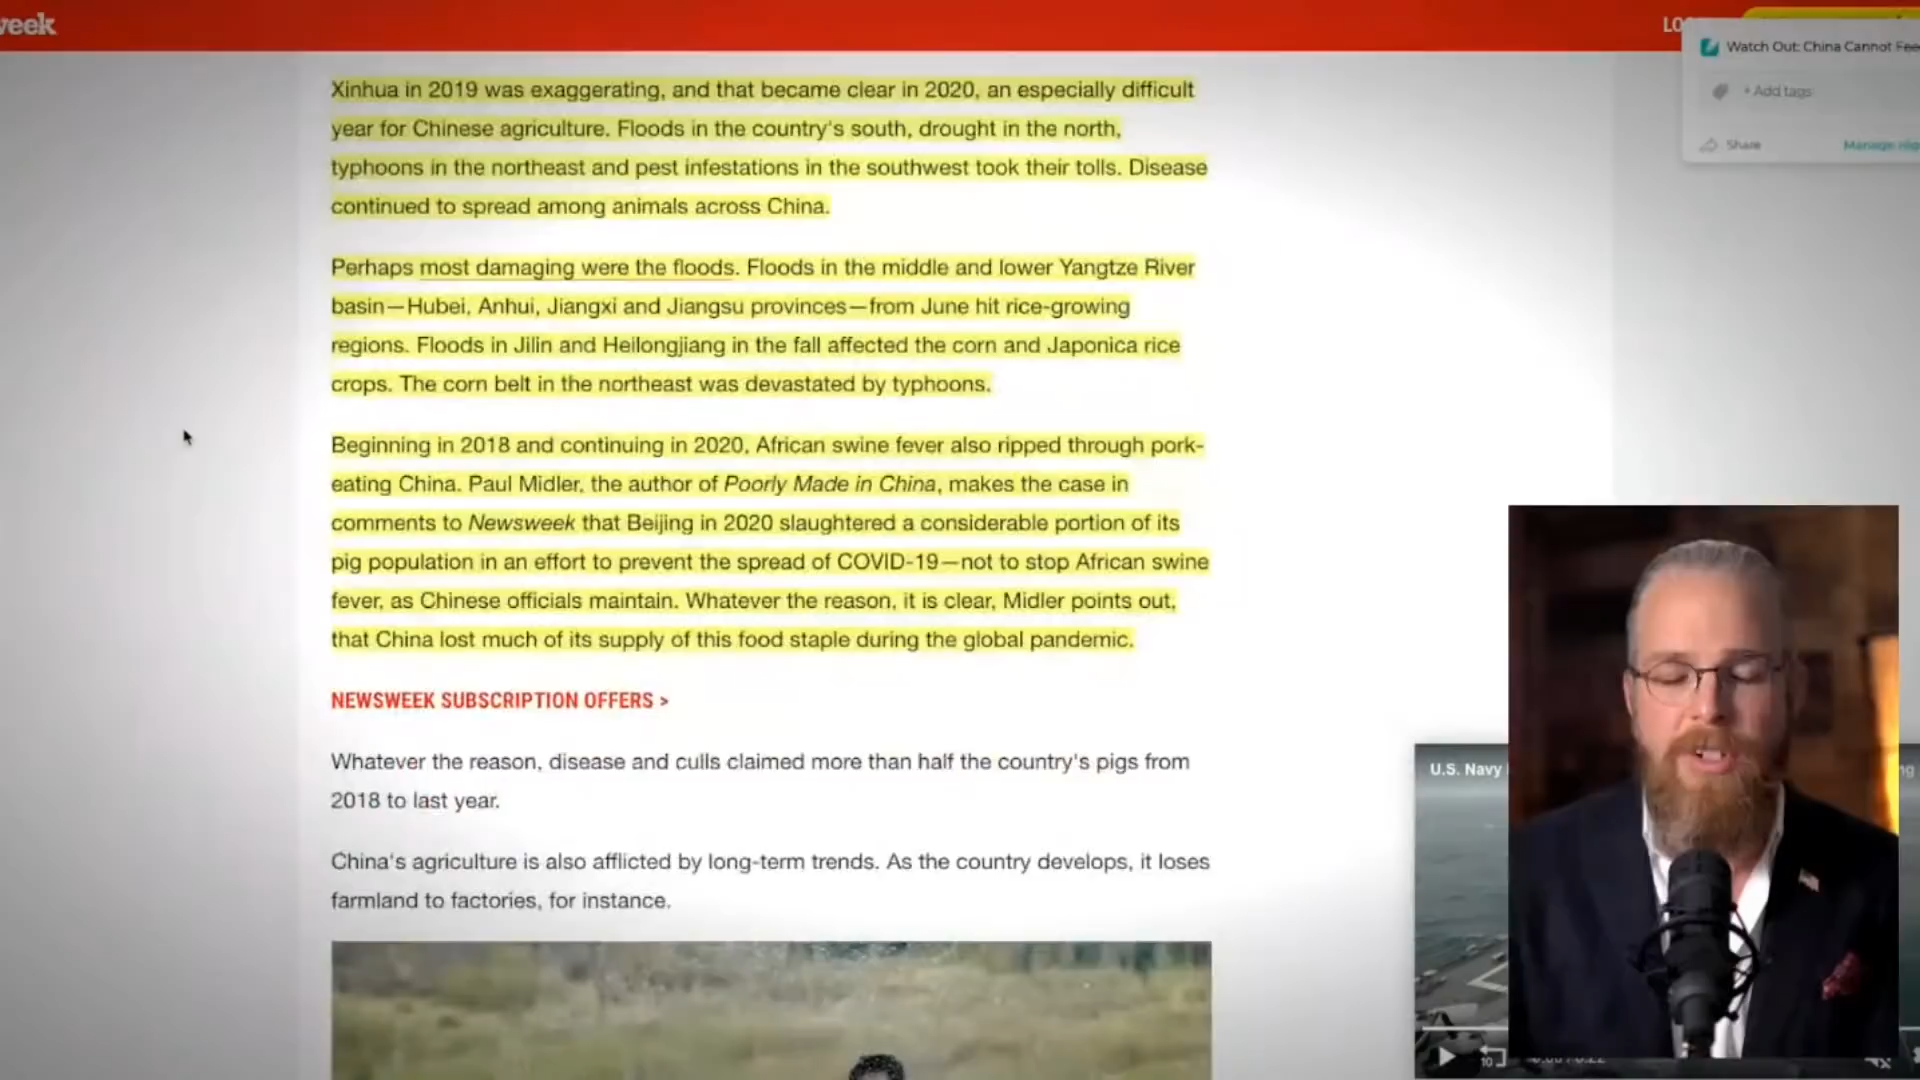 week
Watch Out: China Cannot Fee
+ Add tags
Share
Manage
Xinhua in 2019 was exaggerating, and that became clear in 2020, an especially difficult
year for Chinese agriculture. Floods in the country's south, drought in the north,
typhoons in the northeast and pest infestations in the southwest took their tolls. Disease
continued to spread among animals across China.
Perhaps most damaging were the floods. Floods in the middle and lower Yangtze River
basin—Hubei, Anhui, Jiangxi and Jiangsu provinces—from June hit rice-growing
regions. Floods in Jilin and Heilongjiang in the fall affected the corn and Japonica rice
crops. The corn belt in the northeast was devastated by typhoons.
Beginning in 2018 and continuing in 2020, African swine fever also ripped through pork-
eating China. Paul Midler, the author of Poorly Made in China, makes the case in
comments to Newsweek that Beijing in 2020 slaughtered a considerable portion of its
pig population in an effort to prevent the spread of COVID-19—not to stop African swine
fever, as Chinese officials maintain. Whatever the reason, it is clear, Midler points out,
that China lost much of its supply of this food staple during the global pandemic.
NEWSWEEK SUBSCRIPTION OFFERS >
Whatever the reason, disease and culls claimed more than half the country's pigs from
2018 to last year.
China's agriculture is also afflicted by long-term trends. As the country develops, it loses
farmland to factories, for instance.
U.S. Navy
10